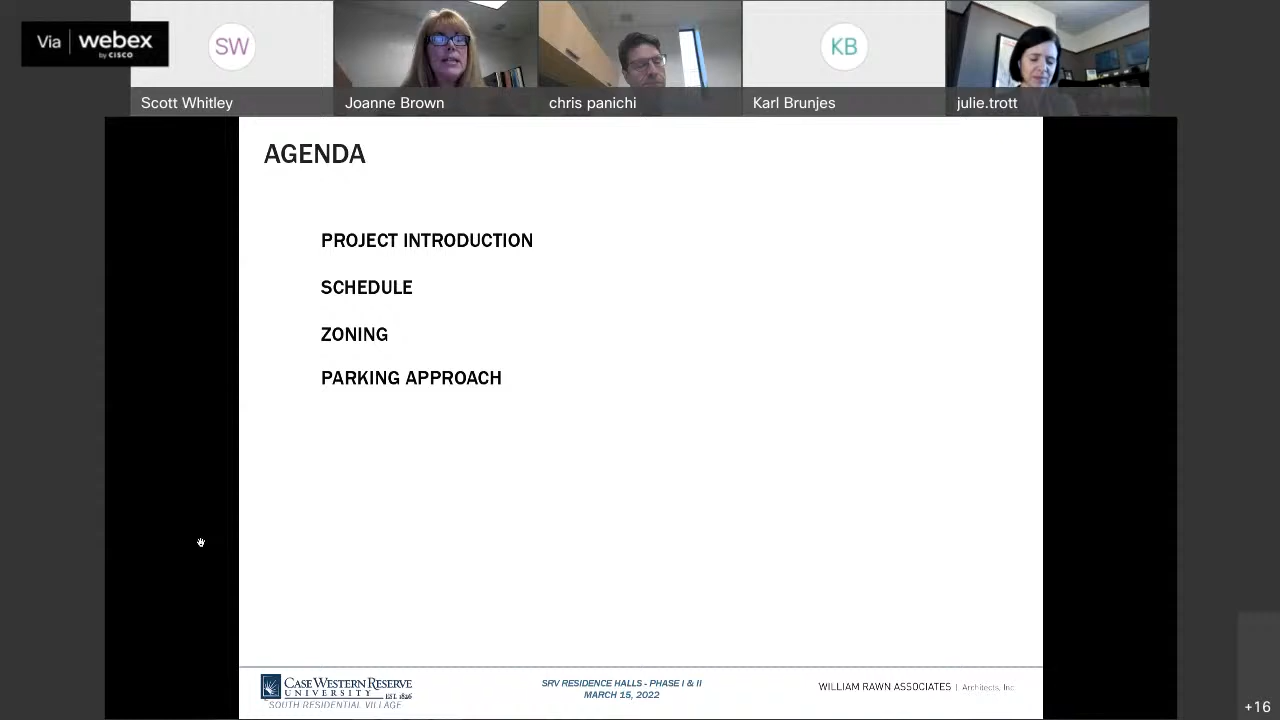 Via webex
by CISCO
SW
KB
Scott Whitley
Joanne Brown
chris panichi
Karl Brunjes
julie.trott
AGENDA
PROJECT INTRODUCTION
SCHEDULE
ZONING
PARKING APPROACH
CASE WESTERN RESERVE
UNIVERSITY EST. 1826
SOUTH RESIDENTIAL VILLAGE
SRV RESIDENCE HALLS - PHASE I & II
MARCH 15, 2022
WILLIAM RAWN ASSOCIATES | Architects, Inc.
+16